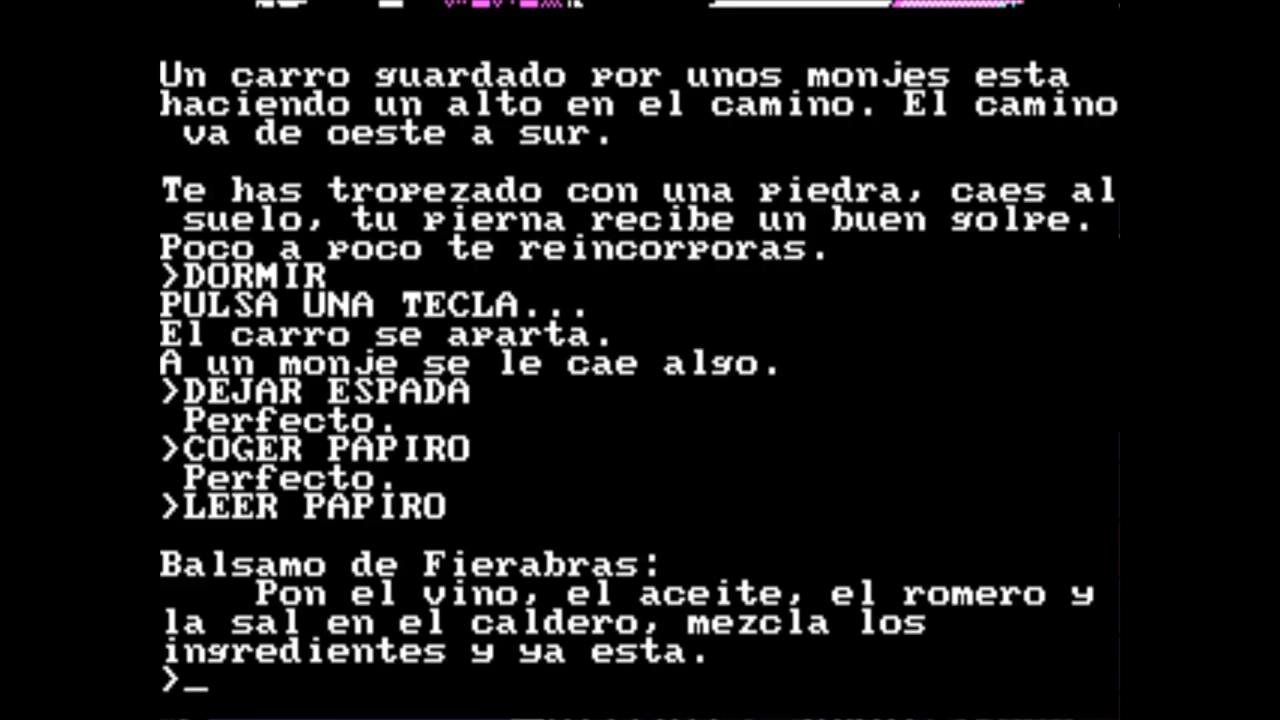 Un carro guardado por unos monjes esta
haciendo un alto en el camino. El camino
va de oeste a sur.
Te has tropezado con una piedra, caes al
suelo, tu pierna recibe un buen golpe.
Poco a poco te reincorporas.
>DORMIR
PULSA UNA TECLA...
El carro se aparta.
A un monje se le cae algo.
>DEJAR ESPADA
Perfecto.
>COGER PAPIRO
Perfecto.
>LEER PAPIRO
Balsamo de Fierabras:
Pon el vino, el aceite, el romero y
la sal en el caldero, mezcla los
ingredientes y ya esta.
>_